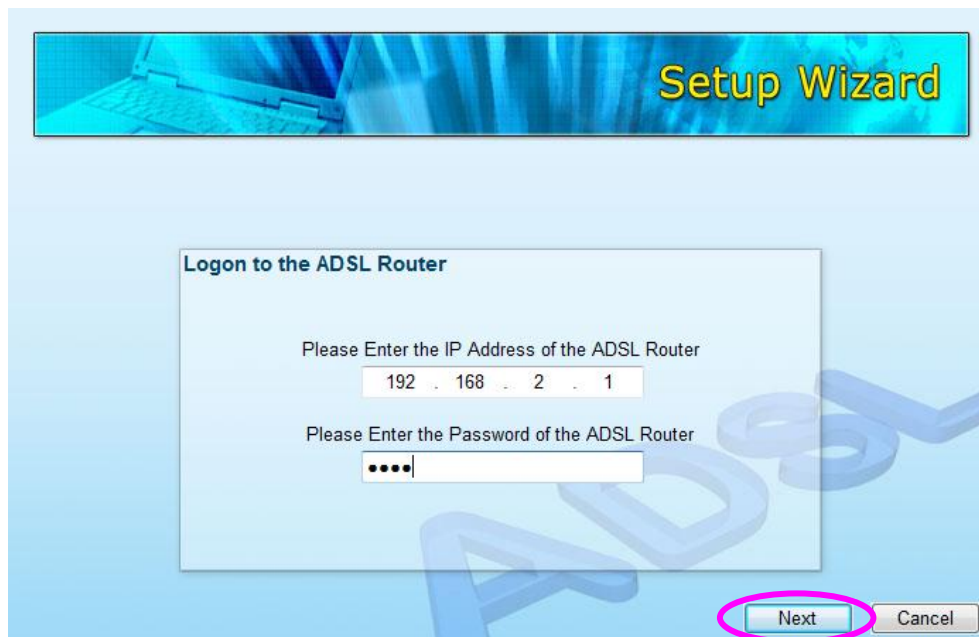 Setup Wizard
Logon to the ADSL Router
Please Enter the IP Address of the ADSL Router
192 . 168 . 2 . 1
Please Enter the Password of the ADSL Router
••••
ADSL
Next Cancel